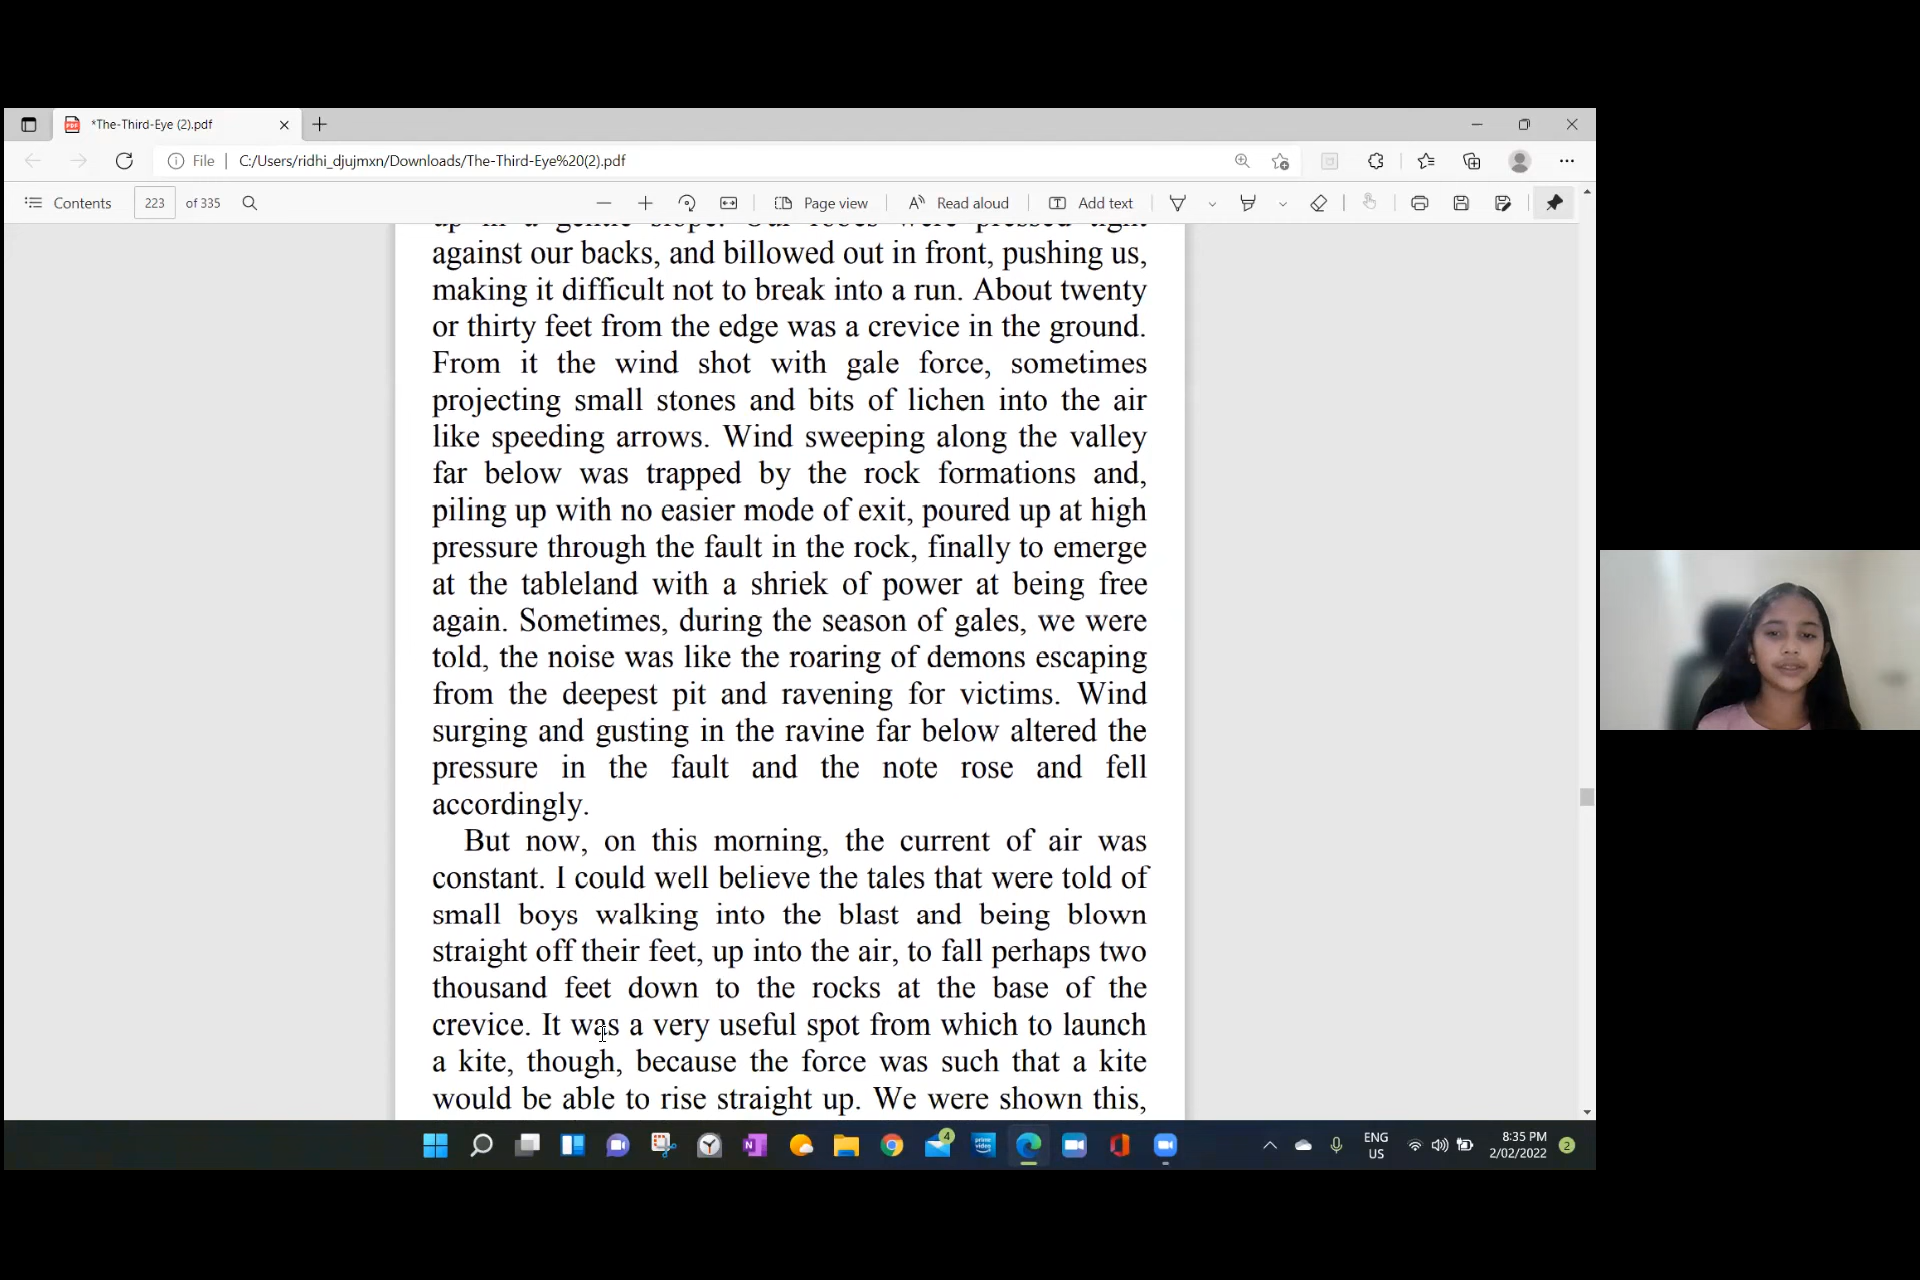 *The-Third-Eye (2).pdf
File
C:/Users/ridhi_djujmxn/Downloads/The-Third-Eye%20(2).pdf
Contents
223
of 335
Page view
Read aloud
Add text
up in a gentle slope. Our robes were pressed tight
against our backs, and billowed out in front, pushing us,
making it difficult not to break into a run. About twenty
or thirty feet from the edge was a crevice in the ground.
From it the wind shot with gale force, sometimes
projecting small stones and bits of lichen into the air
like speeding arrows. Wind sweeping along the valley
far below was trapped by the rock formations and,
piling up with no easier mode of exit, poured up at high
pressure through the fault in the rock, finally to emerge
at the tableland with a shriek of power at being free
again. Sometimes, during the season of gales, we were
told, the noise was like the roaring of demons escaping
from the deepest pit and ravening for victims. Wind
surging and gusting in the ravine far below altered the
pressure in the fault and the note rose and fell
accordingly.
But now, on this morning, the current of air was
constant. I could well believe the tales that were told of
small boys walking into the blast and being blown
straight off their feet, up into the air, to fall perhaps two
thousand feet down to the rocks at the base of the
crevice. It was a very useful spot from which to launch
a kite, though, because the force was such that a kite
would be able to rise straight up. We were shown this,
4
prime video
ENG
US
8:35 PM
2/02/2022
2